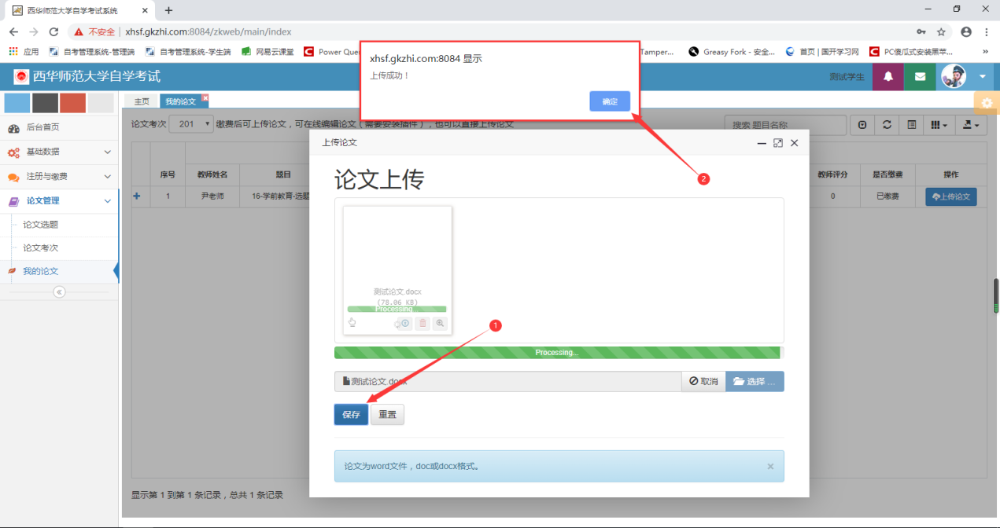 西华师范大学自学考试系统
不安全 | xhsf.gkzhi.com:8084/zkweb/main/index
应用 自考管理系统-管理端 自考管理系统-学生端 网易云课堂 Power Que Tamper... Greasy Fork - 安全... 首页 | 国开学习网 PC傻瓜式安装黑苹... »
xhsf.gkzhi.com:8084 显示
上传成功！
确定
西华师范大学自学考试
测试学生
主页 我的论文
后台首页
基础数据
注册与缴费
论文管理
论文选题
论文考次
我的论文
论文考次 201 缴费后可上传论文，可在线编辑论文（需要安装插件），也可以直接上传论文
搜索 题目名称
序号 教师姓名 题目 教师评分 是否缴费 操作
1 尹老师 16-学前教育-选题 0 已缴费 上传论文
上传论文
2
论文上传
测试论文.docx
(78.06 KB)
Processing...
1
Processing...
测试论文.docx
取消 选择 ...
保存 重置
论文为word文件，doc或docx格式。 ×
显示第 1 到第 1 条记录，总共 1 条记录